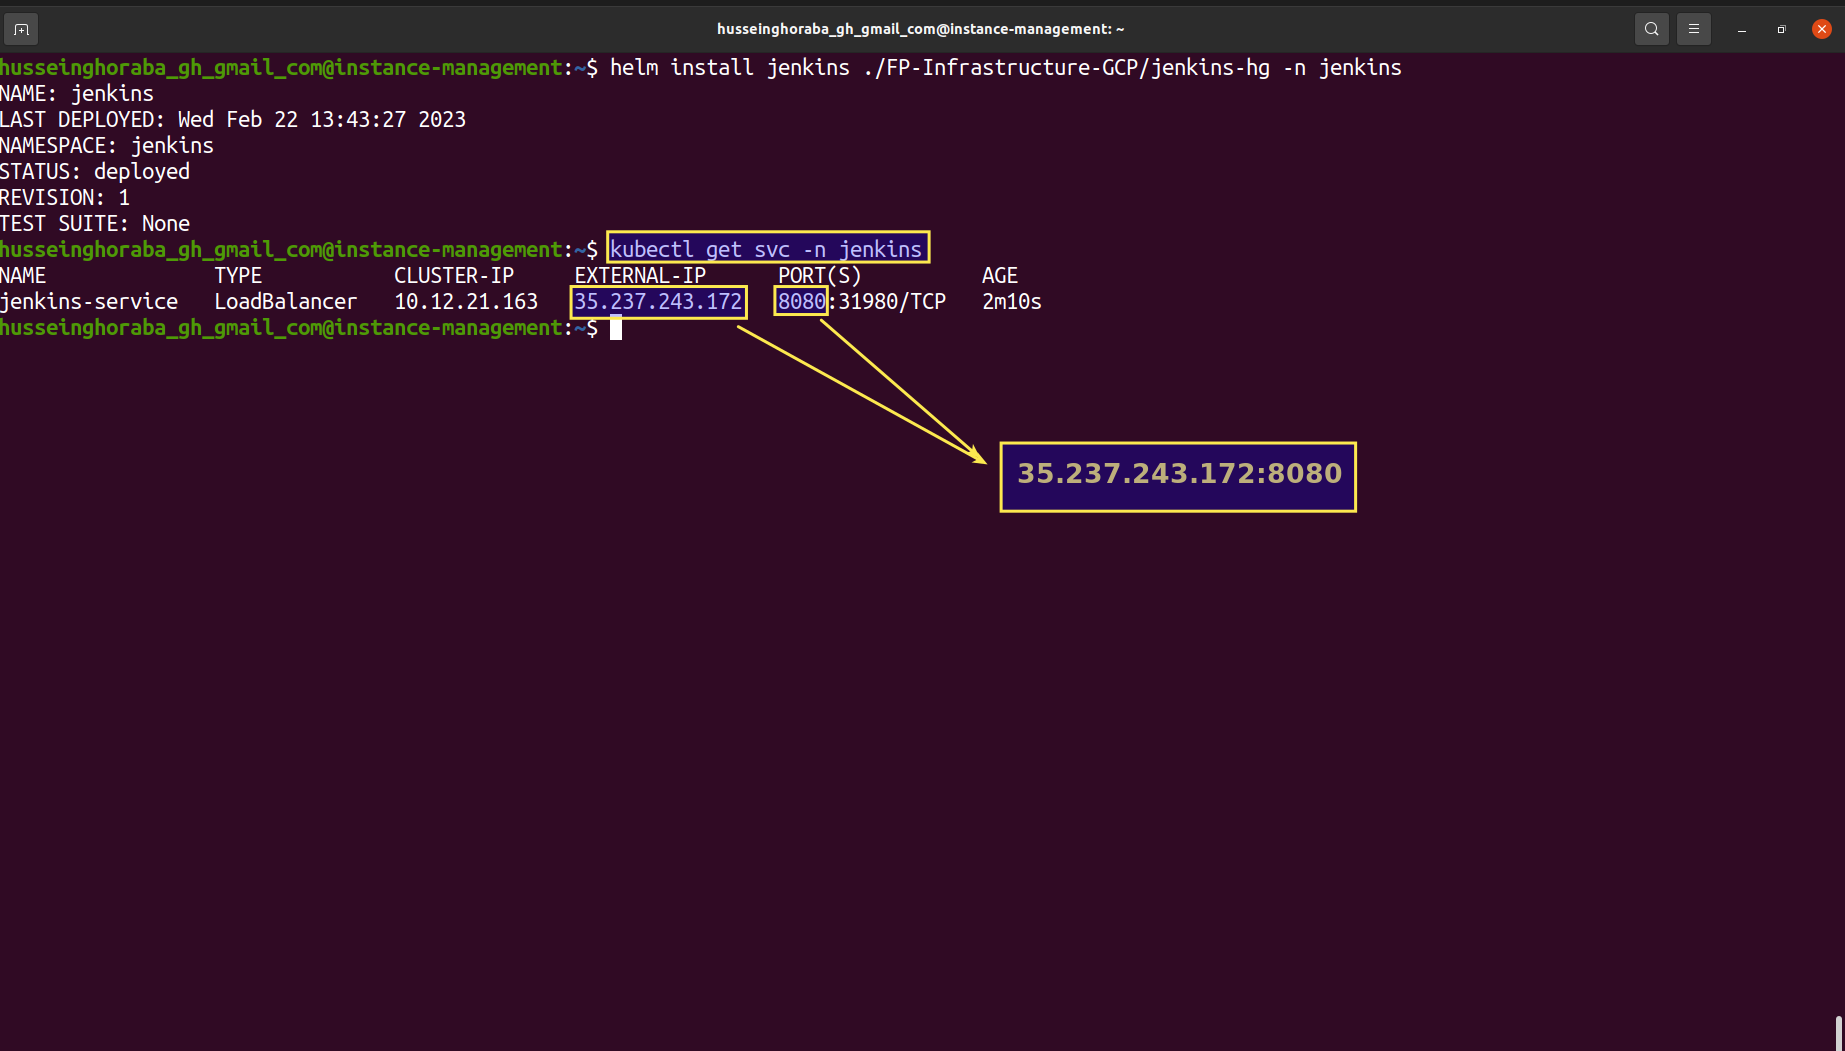 husseinghoraba_gh_gmail_com@instance-management: ~
husseinghoraba_gh_gmail_com@instance-management:~$ helm install jenkins ./FP-Infrastructure-GCP/jenkins-hg -n jenkins
NAME: jenkins
LAST DEPLOYED: Wed Feb 22 13:43:27 2023
NAMESPACE: jenkins
STATUS: deployed
REVISION: 1
TEST SUITE: None
husseinghoraba_gh_gmail_com@instance-management:~$ kubectl get svc -n jenkins
NAME TYPE CLUSTER-IP EXTERNAL-IP PORT(S) AGE
jenkins-service LoadBalancer 10.12.21.163 35.237.243.172 8080:31980/TCP 2m10s
husseinghoraba_gh_gmail_com@instance-management:~$
35.237.243.172:8080